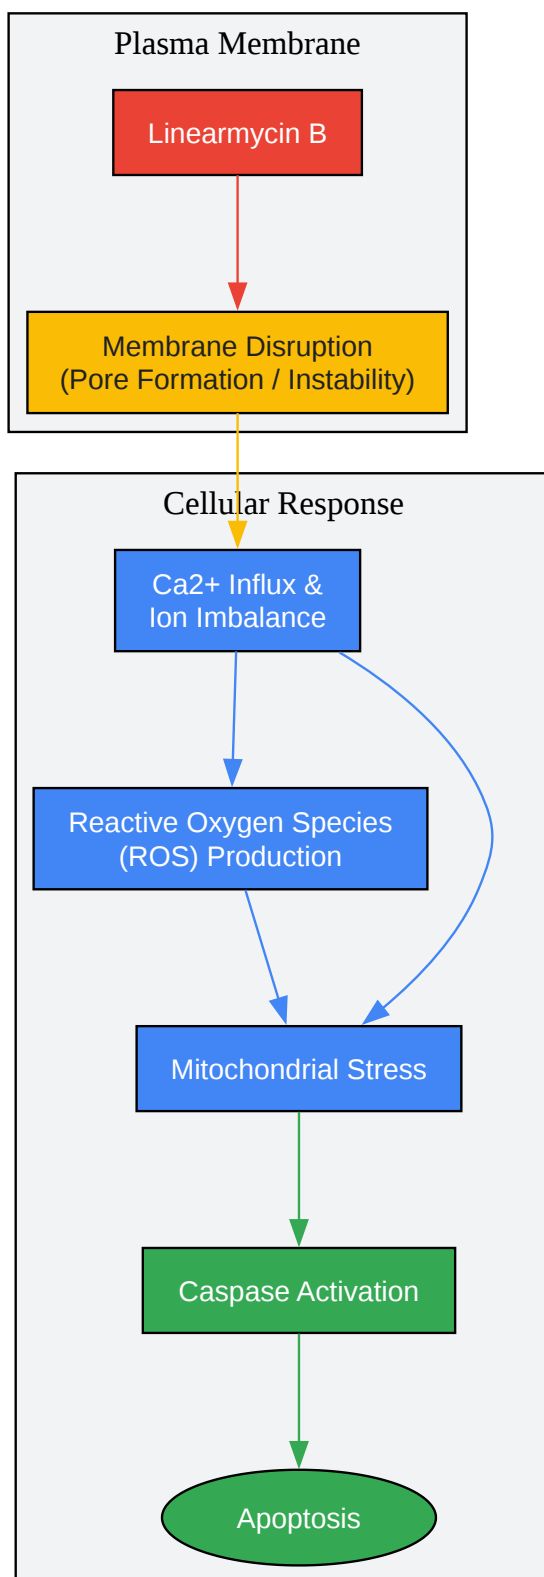 Plasma Membrane
Linearmycin B
Membrane Disruption
(Pore Formation / Instability)
Cellular Response
Ca2+ Influx &
Ion Imbalance
Reactive Oxygen Species
(ROS) Production
Mitochondrial Stress
Caspase Activation
Apoptosis